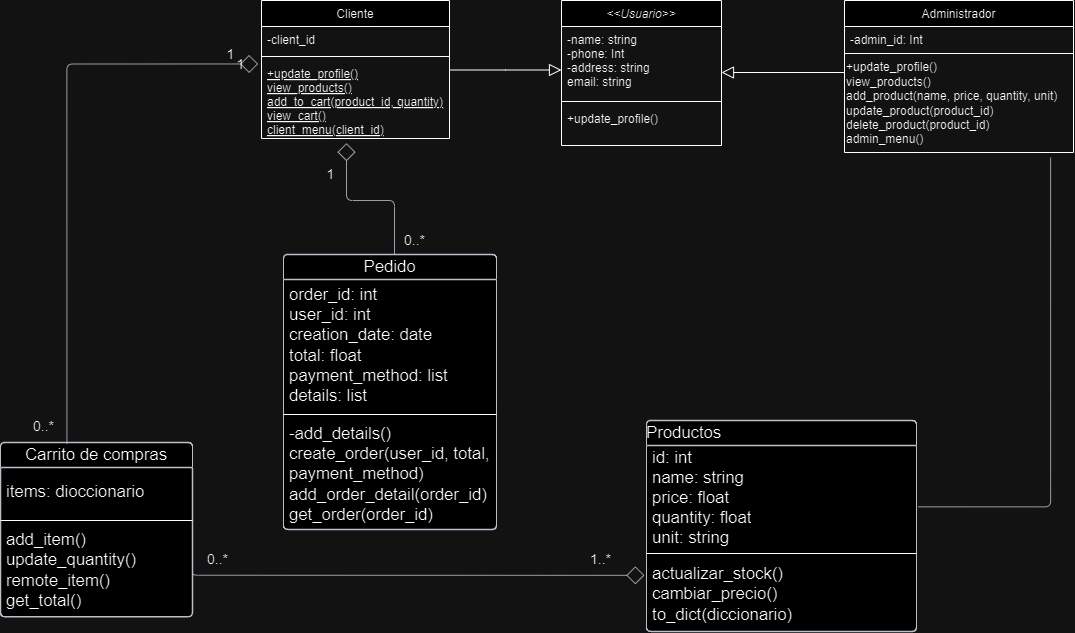 Cliente
-client_id
+update_profile()
view_products()
add_to_cart(product_id, quantity)
view_cart()
client_menu(client_id)
<<Usuario>>
-name: string
-phone: Int
-address: string
email: string
+update_profile()
Administrador
-admin_id: Int
+update_profile()
view_products()
add_product(name, price, quantity, unit)
update_product(product_id)
delete_product(product_id)
admin_menu()
1
1
1
0..*
Pedido
order_id: int
user_id: int
creation_date: date
total: float
payment_method: list
details: list
-add_details()
create_order(user_id, total,
payment_method)
add_order_detail(order_id)
get_order(order_id)
0..*
Carrito de compras
items: dioccionario
add_item()
update_quantity()
remote_item()
get_total()
0..*
1..*
Productos
id: int
name: string
price: float
quantity: float
unit: string
actualizar_stock()
cambiar_precio()
to_dict(diccionario)